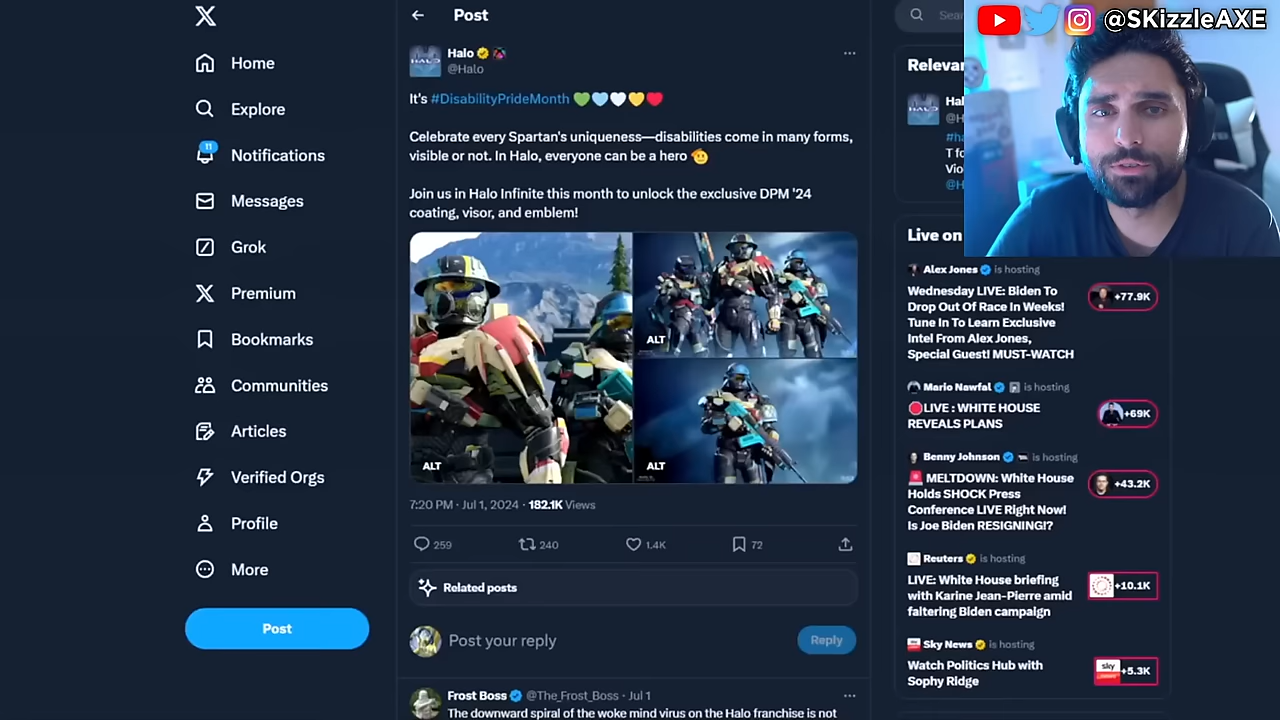 @SKizzleAXE
Home
Explore
11
Notifications
Messages
Grok
Premium
Bookmarks
Communities
Articles
Verified Orgs
Profile
More
Post
Post
Halo
@Halo
It's #DisabilityPrideMonth 💚🩵🤍💛❤️
Celebrate every Spartan's uniqueness—disabilities come in many forms,
visible or not. In Halo, everyone can be a hero 🫡
Join us in Halo Infinite this month to unlock the exclusive DPM '24
coating, visor, and emblem!
ALT
ALT
ALT
7:20 PM · Jul 1, 2024 · 182.1K Views
259
240
1.4K
72
Related posts
Post your reply
Reply
Frost Boss @The_Frost_Boss · Jul 1
The downward spiral of the woke mind virus on the Halo franchise is not
Live on
Alex Jones is hosting
Wednesday LIVE: Biden To
Drop Out Of Race In Weeks!
Tune In To Learn Exclusive
Intel From Alex Jones,
Special Guest! MUST-WATCH
+77.9K
Mario Nawfal is hosting
🔴LIVE : WHITE HOUSE
REVEALS PLANS
+69K
Benny Johnson is hosting
🚨 MELTDOWN: White House
Holds SHOCK Press
Conference LIVE Right Now!
Is Joe Biden RESIGNING!?
+43.2K
Reuters is hosting
LIVE: White House briefing
with Karine Jean-Pierre amid
faltering Biden campaign
+10.1K
Sky News is hosting
Watch Politics Hub with
Sophy Ridge
sky
+5.3K